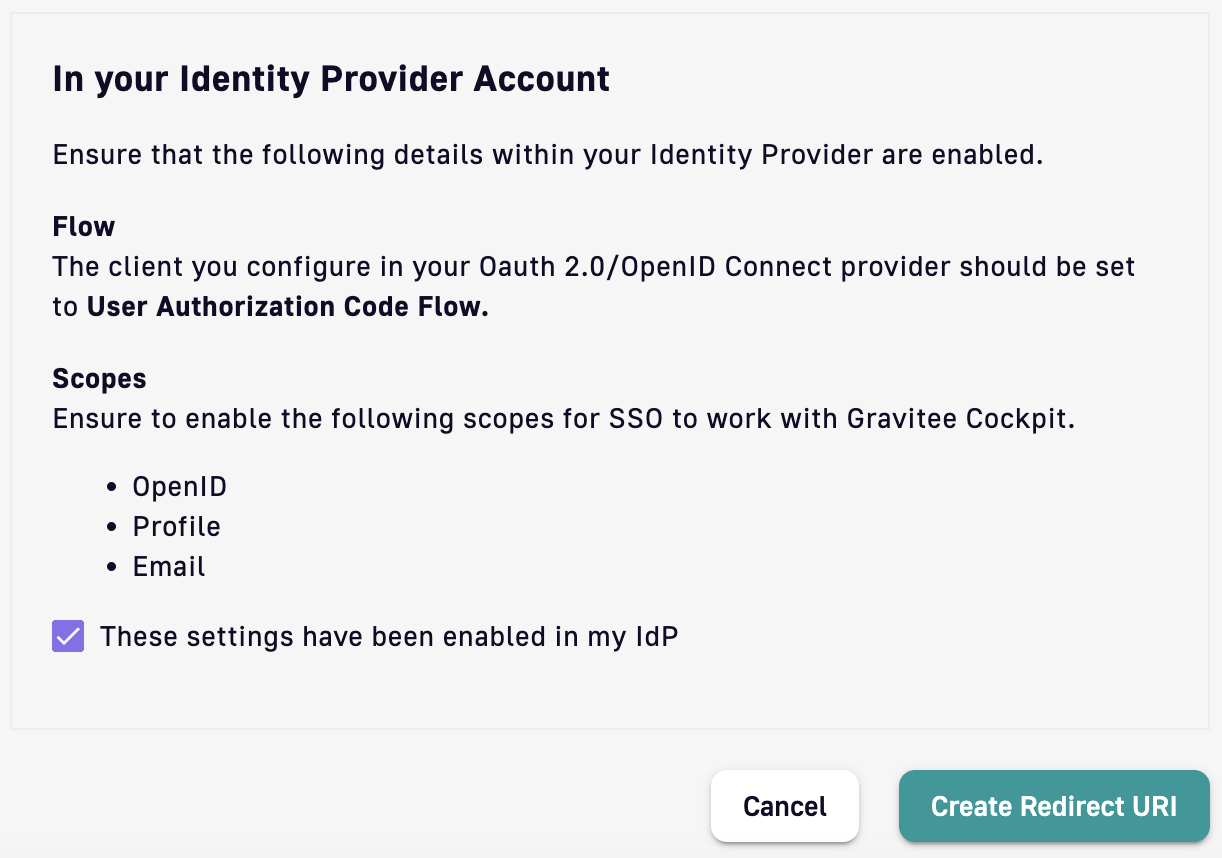 In your Identity Provider Account
Ensure that the following details within your Identity Provider are enabled.
Flow
The client you configure in your Oauth 2.0/OpenID Connect provider should be set
to User Authorization Code Flow.
Scopes
Ensure to enable the following scopes for SSO to work with Gravitee Cockpit.
• OpenID
• Profile
• Email
These settings have been enabled in my IdP
Cancel
Create Redirect URI